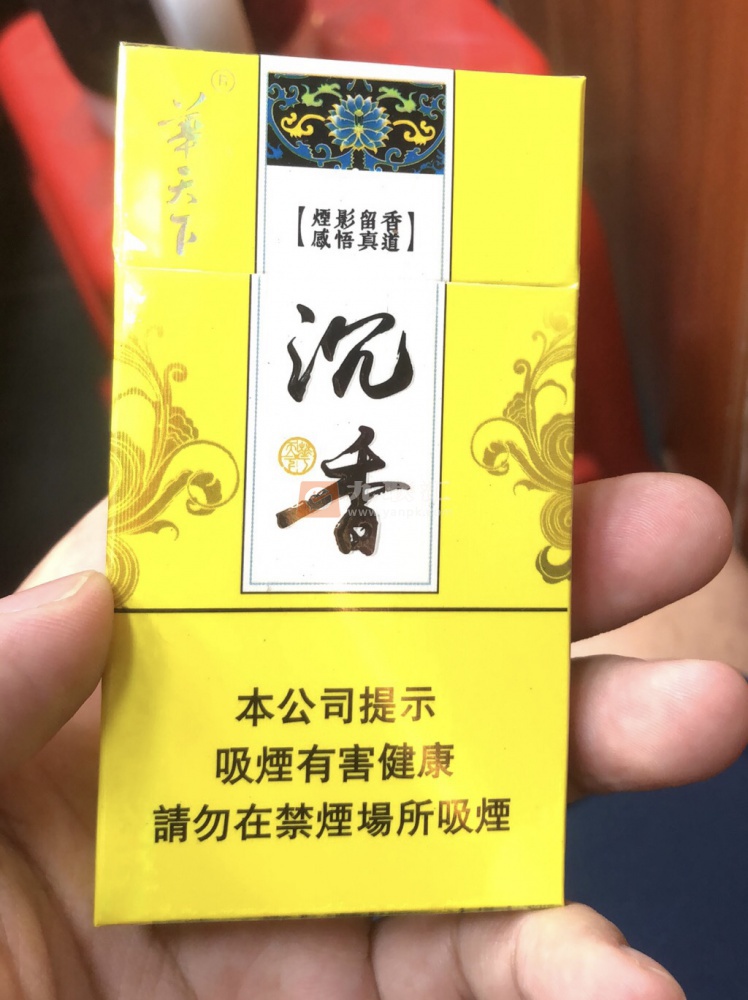 華天下
®
【煙影留香
感悟真道】
沉
香
本公司提示
吸煙有害健康
請勿在禁煙場所吸煙